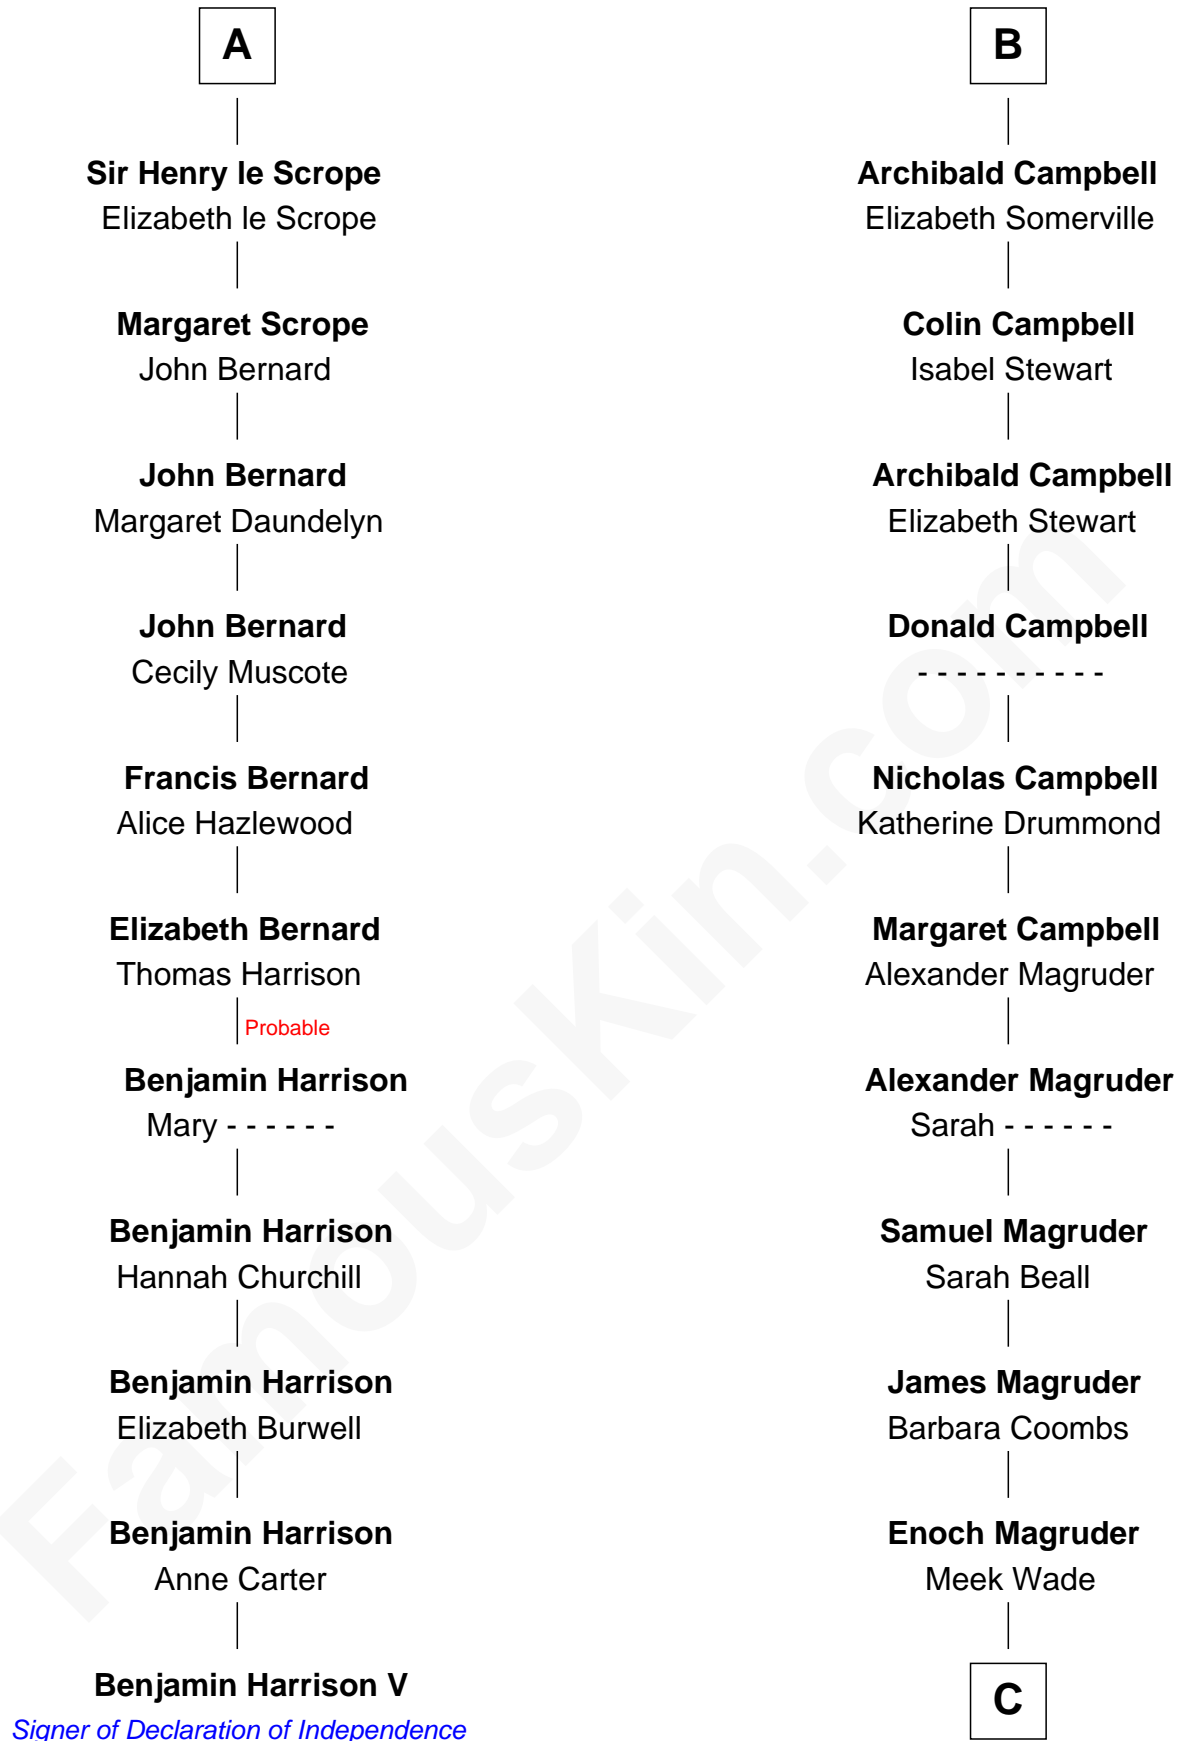 A
Sir Henry le Scrope
Elizabeth le Scrope
Margaret Scrope
John Bernard
John Bernard
Margaret Daundelyn
John Bernard
Cecily Muscote
Francis Bernard
Alice Hazlewood
Elizabeth Bernard
Thomas Harrison
Probable
Benjamin Harrison
Mary - - - - - -
Benjamin Harrison
Hannah Churchill
Benjamin Harrison
Elizabeth Burwell
Benjamin Harrison
Anne Carter
Benjamin Harrison V
Signer of Declaration of Independence
B
Archibald Campbell
Elizabeth Somerville
Colin Campbell
Isabel Stewart
Archibald Campbell
Elizabeth Stewart
Donald Campbell
- - - - - - - - - -
Nicholas Campbell
Katherine Drummond
Margaret Campbell
Alexander Magruder
Alexander Magruder
Sarah - - - - - -
Samuel Magruder
Sarah Beall
James Magruder
Barbara Coombs
Enoch Magruder
Meek Wade
C
FamousKin.com